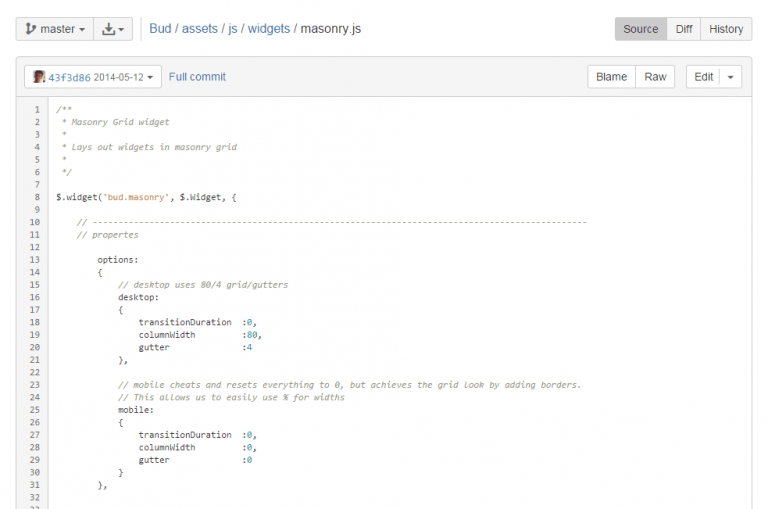 master Bud / assets / js / widgets / masonry.js Source Diff History
43f3d86 2014-05-12 Full commit Blame Raw Edit
1 /**
2  * Masonry Grid widget
3  *
4  * Lays out widgets in masonry grid
5  *
6  */
7
8 $.widget('bud.masonry', $.Widget, {
9
10 // ------------------------------------------------------------------------------------------------
11 // propertes
12
13 options:
14 {
15 // desktop uses 80/4 grid/gutters
16 desktop:
17 {
18 transitionDuration :0,
19 columnWidth :80,
20 gutter :4
21 },
22
23 // mobile cheats and resets everything to 0, but achieves the grid look by adding borders.
24 // This allows us to easily use % for widths
25 mobile:
26 {
27 transitionDuration :0,
28 columnWidth :0,
29 gutter :0
30 }
31 },
32